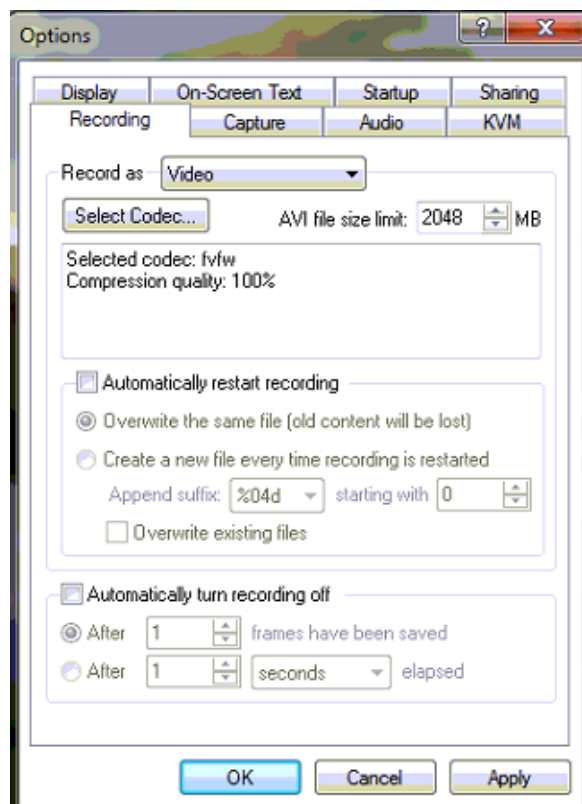 Options
? X
Display On-Screen Text Startup Sharing
Recording Capture Audio KVM
Record as Video
Select Codec... AVI file size limit: 2048 MB
Selected codec: fvfw
Compression quality: 100%
Automatically restart recording
Overwrite the same file (old content will be lost)
Create a new file every time recording is restarted
Append suffix: %04d starting with 0
Overwrite existing files
Automatically turn recording off
After 1 frames have been saved
After 1 seconds elapsed
OK Cancel Apply